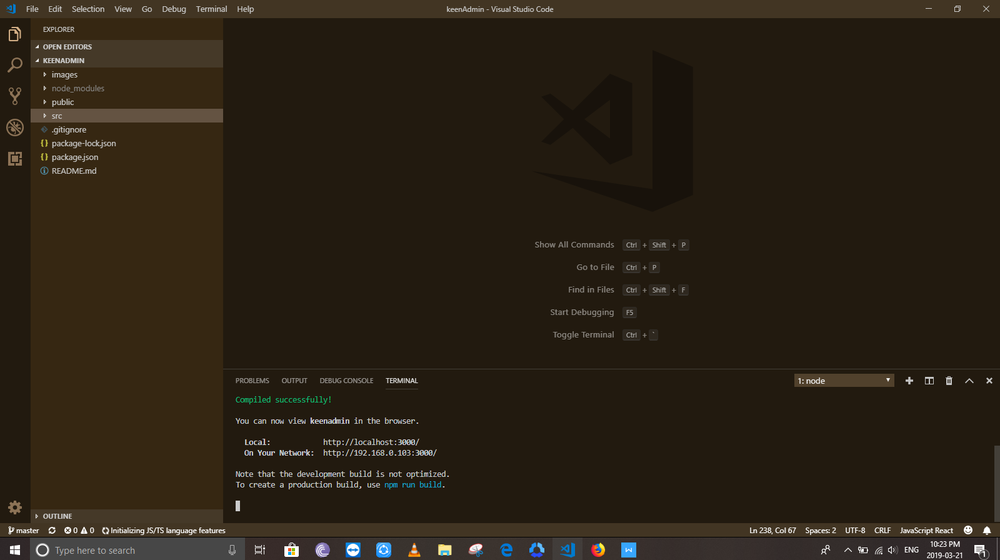 File Edit Selection View Go Debug Terminal Help
keenAdmin - Visual Studio Code
EXPLORER
OPEN EDITORS
KEENADMIN
images
node_modules
public
src
.gitignore
{} package-lock.json
{} package.json
README.md
OUTLINE
Show All Commands Ctrl + Shift + P
Go to File Ctrl + P
Find in Files Ctrl + Shift + F
Start Debugging F5
Toggle Terminal Ctrl + `
PROBLEMS OUTPUT DEBUG CONSOLE TERMINAL
1: node
Compiled successfully!
You can now view keenadmin in the browser.
Local: http://localhost:3000/
On Your Network: http://192.168.0.103:3000/
Note that the development build is not optimized.
To create a production build, use npm run build.
master 0 0 Initializing JS/TS language features
Ln 238, Col 67 Spaces: 2 UTF-8 CRLF JavaScript React
Type here to search
W
ENG
10:23 PM
2019-03-21
1